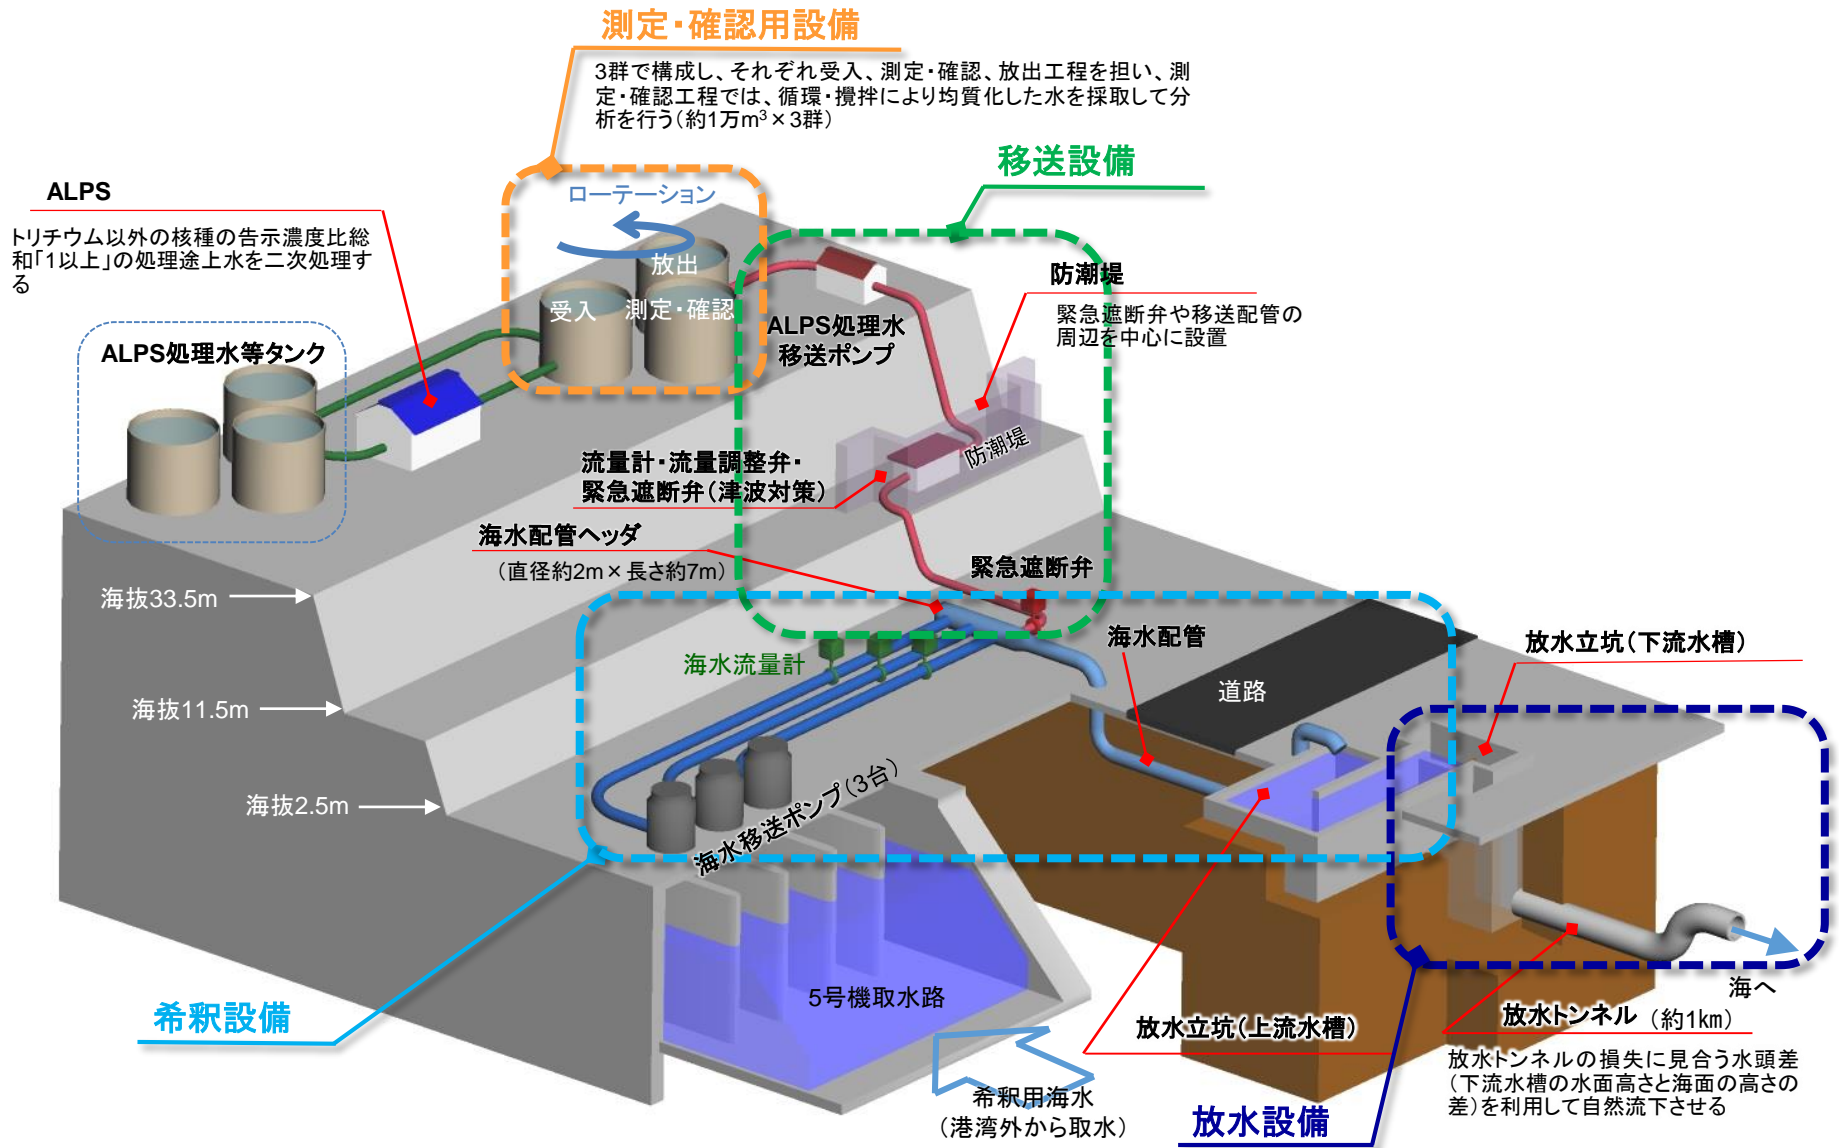 測定・確認用設備
3群で構成し、それぞれ受入、測定・確認、放出工程を担い、測
定・確認工程では、循環・攪拌により均質化した水を採取して分
析を行う(約1万m³×3群)
移送設備
ALPS
トリチウム以外の核種の告示濃度比総
和「1以上」の処理途上水を二次処理す
る
ローテーション
放出
受入
測定・確認
防潮堤
緊急遮断弁や移送配管の
周辺を中心に設置
ALPS処理水等タンク
ALPS処理水
移送ポンプ
防潮堤
流量計・流量調整弁・
緊急遮断弁(津波対策)
海水配管ヘッダ
(直径約2m×長さ約7m)
緊急遮断弁
海抜33.5m
海水流量計
海水配管
放水立坑(下流水槽)
道路
海抜11.5m
海抜2.5m
海水移送ポンプ(3台)
5号機取水路
希釈設備
海へ
放水立坑(上流水槽)
放水トンネル (約1km)
放水トンネルの損失に見合う水頭差
(下流水槽の水面高さと海面の高さの
差)を利用して自然流下させる
希釈用海水
(港湾外から取水)
放水設備